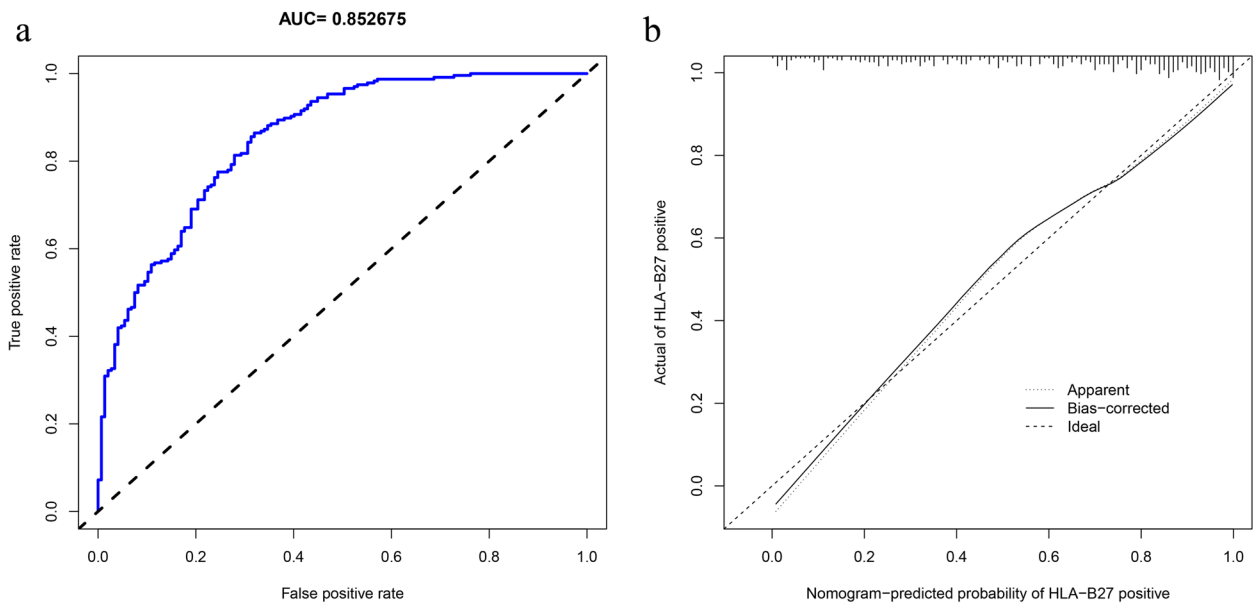 a
AUC= 0.852675
True positive rate
1.0
0.8
0.6
0.4
0.2
0.0
0.0 0.2 0.4 0.6 0.8 1.0
False positive rate
b
Actual of HLA−B27 positive
1.0
0.8
0.6
0.4
0.2
0.0
Apparent
Bias−corrected
Ideal
0.0 0.2 0.4 0.6 0.8 1.0
Nomogram−predicted probability of HLA−B27 positive